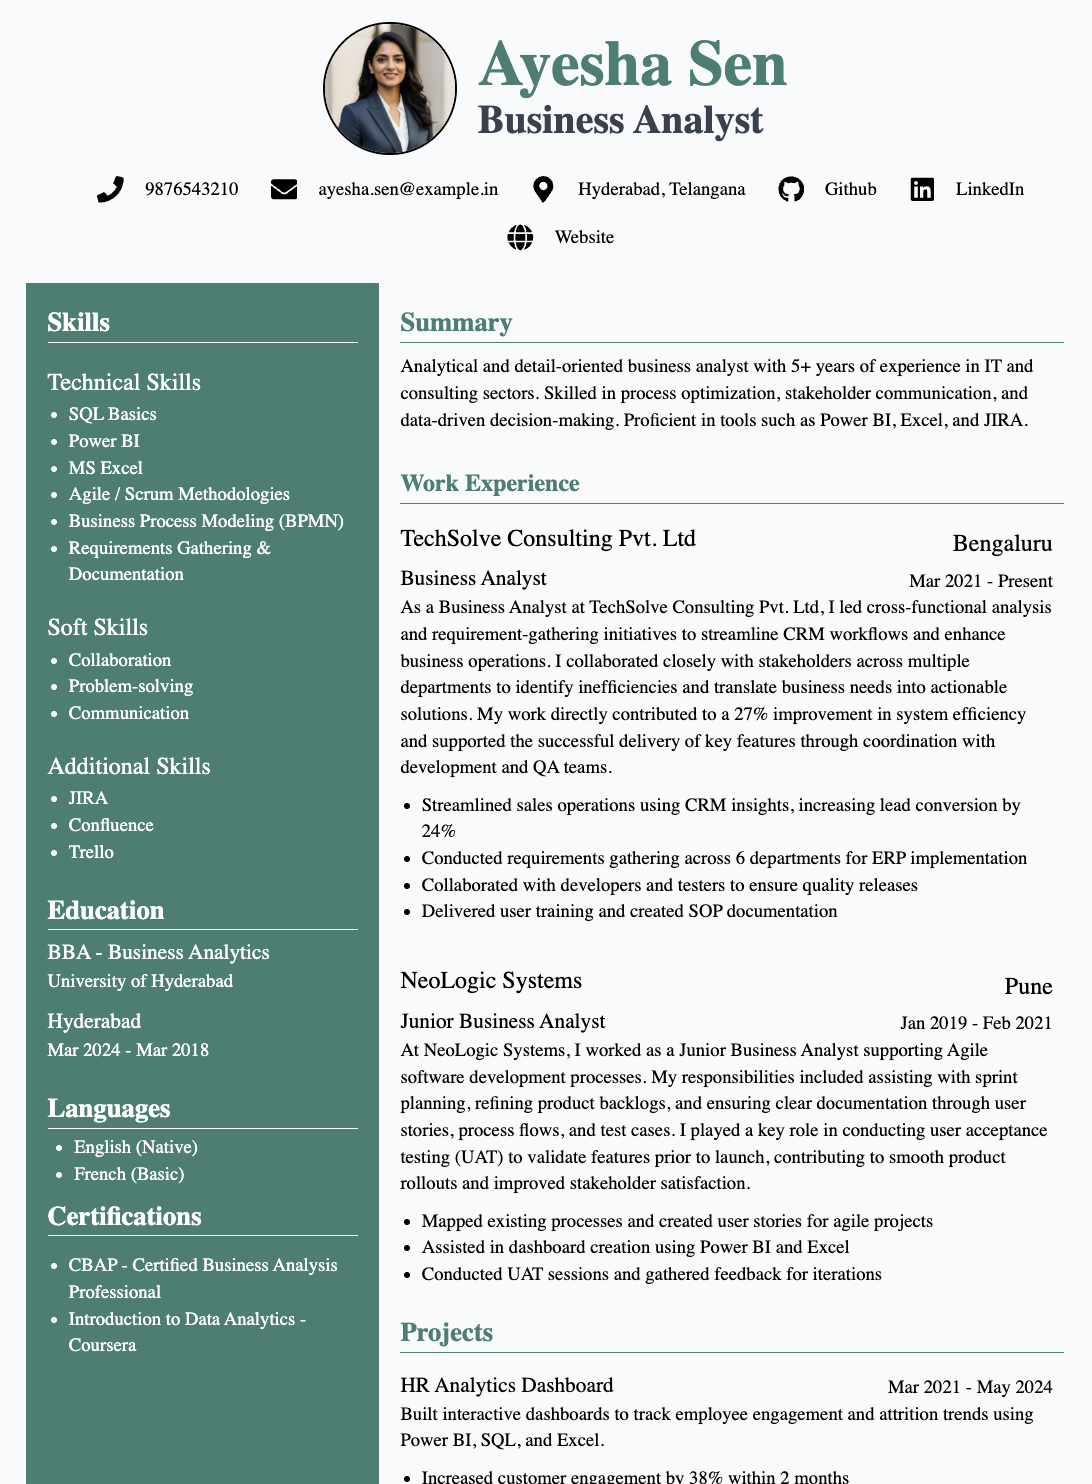 Ayesha Sen
Business Analyst
9876543210
ayesha.sen@example.in
Hyderabad, Telangana
Github
LinkedIn
Website
Skills
Technical Skills
• SQL Basics
• Power BI
• MS Excel
• Agile / Scrum Methodologies
• Business Process Modeling (BPMN)
• Requirements Gathering &
Documentation
Soft Skills
• Collaboration
• Problem-solving
• Communication
Additional Skills
• JIRA
• Confluence
• Trello
Education
BBA - Business Analytics
University of Hyderabad
Hyderabad
Mar 2024 - Mar 2018
Languages
• English (Native)
• French (Basic)
Certifications
• CBAP - Certified Business Analysis
Professional
• Introduction to Data Analytics -
Coursera
Summary
Analytical and detail-oriented business analyst with 5+ years of experience in IT and
consulting sectors. Skilled in process optimization, stakeholder communication, and
data-driven decision-making. Proficient in tools such as Power BI, Excel, and JIRA.
Work Experience
TechSolve Consulting Pvt. Ltd
Bengaluru
Business Analyst
Mar 2021 - Present
As a Business Analyst at TechSolve Consulting Pvt. Ltd, I led cross-functional analysis
and requirement-gathering initiatives to streamline CRM workflows and enhance
business operations. I collaborated closely with stakeholders across multiple
departments to identify inefficiencies and translate business needs into actionable
solutions. My work directly contributed to a 27% improvement in system efficiency
and supported the successful delivery of key features through coordination with
development and QA teams.
• Streamlined sales operations using CRM insights, increasing lead conversion by
24%
• Conducted requirements gathering across 6 departments for ERP implementation
• Collaborated with developers and testers to ensure quality releases
• Delivered user training and created SOP documentation
NeoLogic Systems
Pune
Junior Business Analyst
Jan 2019 - Feb 2021
At NeoLogic Systems, I worked as a Junior Business Analyst supporting Agile
software development processes. My responsibilities included assisting with sprint
planning, refining product backlogs, and ensuring clear documentation through user
stories, process flows, and test cases. I played a key role in conducting user acceptance
testing (UAT) to validate features prior to launch, contributing to smooth product
rollouts and improved stakeholder satisfaction.
• Mapped existing processes and created user stories for agile projects
• Assisted in dashboard creation using Power BI and Excel
• Conducted UAT sessions and gathered feedback for iterations
Projects
HR Analytics Dashboard
Mar 2021 - May 2024
Built interactive dashboards to track employee engagement and attrition trends using
Power BI, SQL, and Excel.
• Increased customer engagement by 38% within 2 months